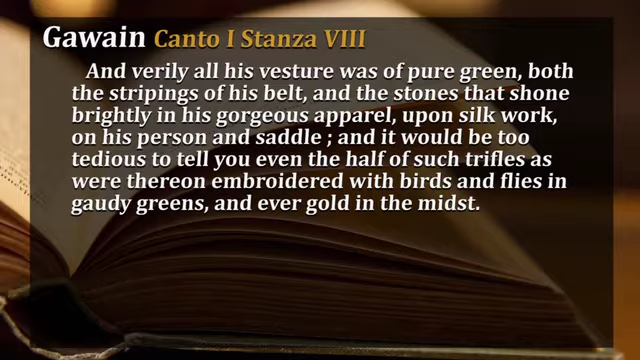 Gawain Canto I Stanza VIII
And verily all his vesture was of pure green, both
the stripings of his belt, and the stones that shone
brightly in his gorgeous apparel, upon silk work,
on his person and saddle ; and it would be too
tedious to tell you even the half of such trifles as
were thereon embroidered with birds and flies in
gaudy greens, and ever gold in the midst.